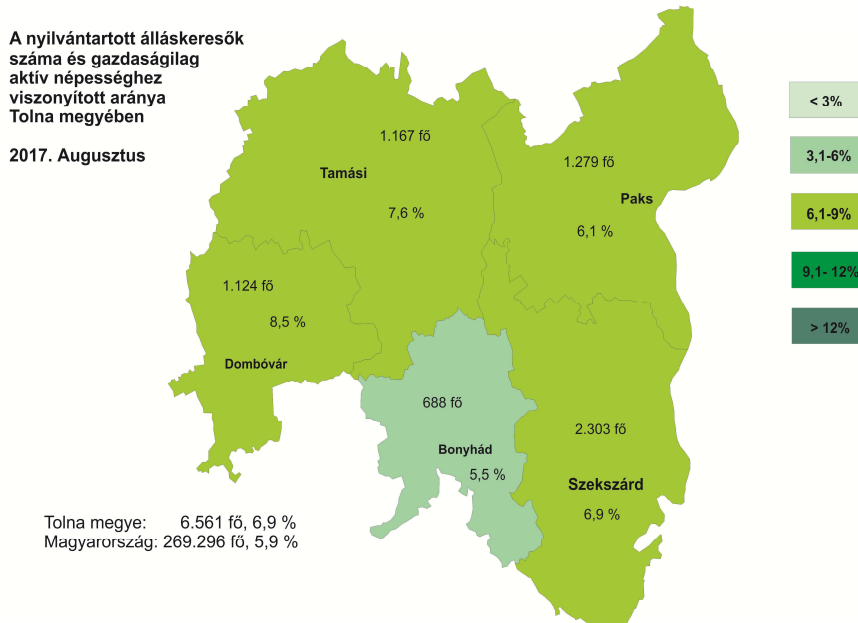 A nyilvántartott álláskeresők
száma és gazdaságilag
aktív népességhez
viszonyított aránya
Tolna megyében
2017. Augusztus
1.167 fő
Tamási
7,6 %
1.279 fő
Paks
6,1 %
1.124 fő
8,5 %
Dombóvár
688 fő
Bonyhád
5,5 %
2.303 fő
Szekszárd
6,9 %
< 3%
3,1-6%
6,1-9%
9,1- 12%
> 12%
Tolna megye: 6.561 fő, 6,9 %
Magyarország: 269.296 fő, 5,9 %